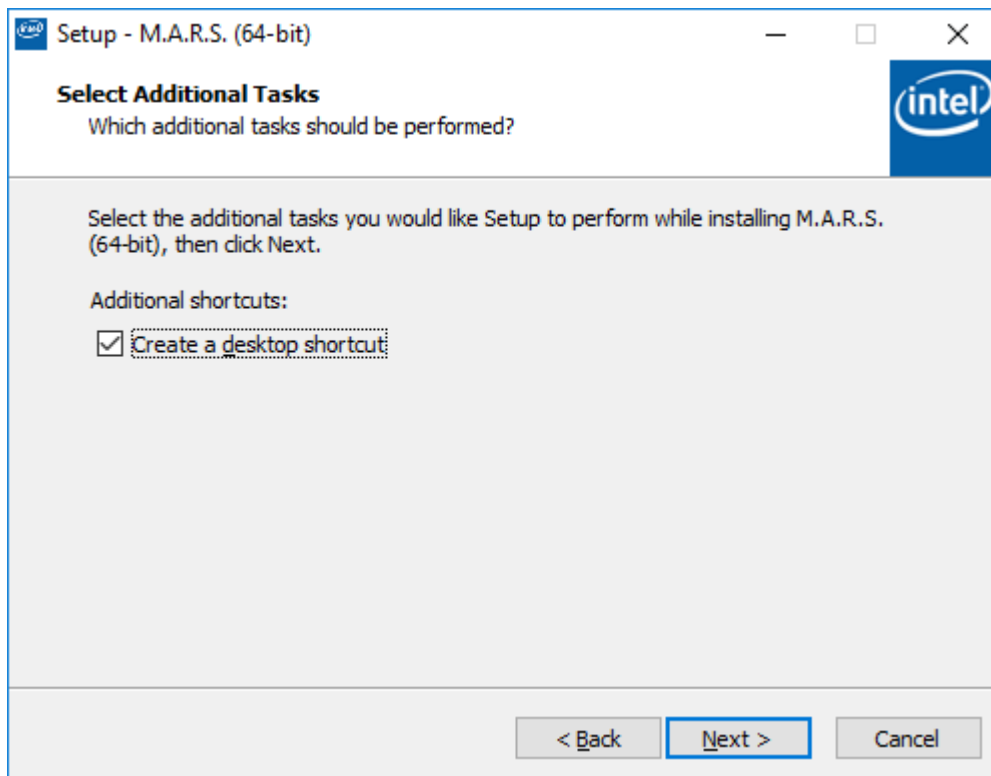 Setup - M.A.R.S. (64-bit)
Select Additional Tasks
Which additional tasks should be performed?
intel
Select the additional tasks you would like Setup to perform while installing M.A.R.S.
(64-bit), then click Next.
Additional shortcuts:
Create a desktop shortcut
< Back
Next >
Cancel